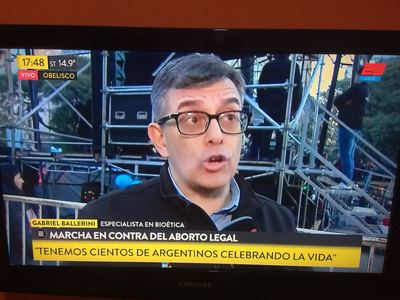 17:48 ST 14.9°
VIVO OBELISCO
GABRIEL BALLERINI ESPECIALISTA EN BIOÉTICA
MARCHA EN CONTRA DEL ABORTO LEGAL
"TENEMOS CIENTOS DE ARGENTINOS CELEBRANDO LA VIDA"
SAMSUNG